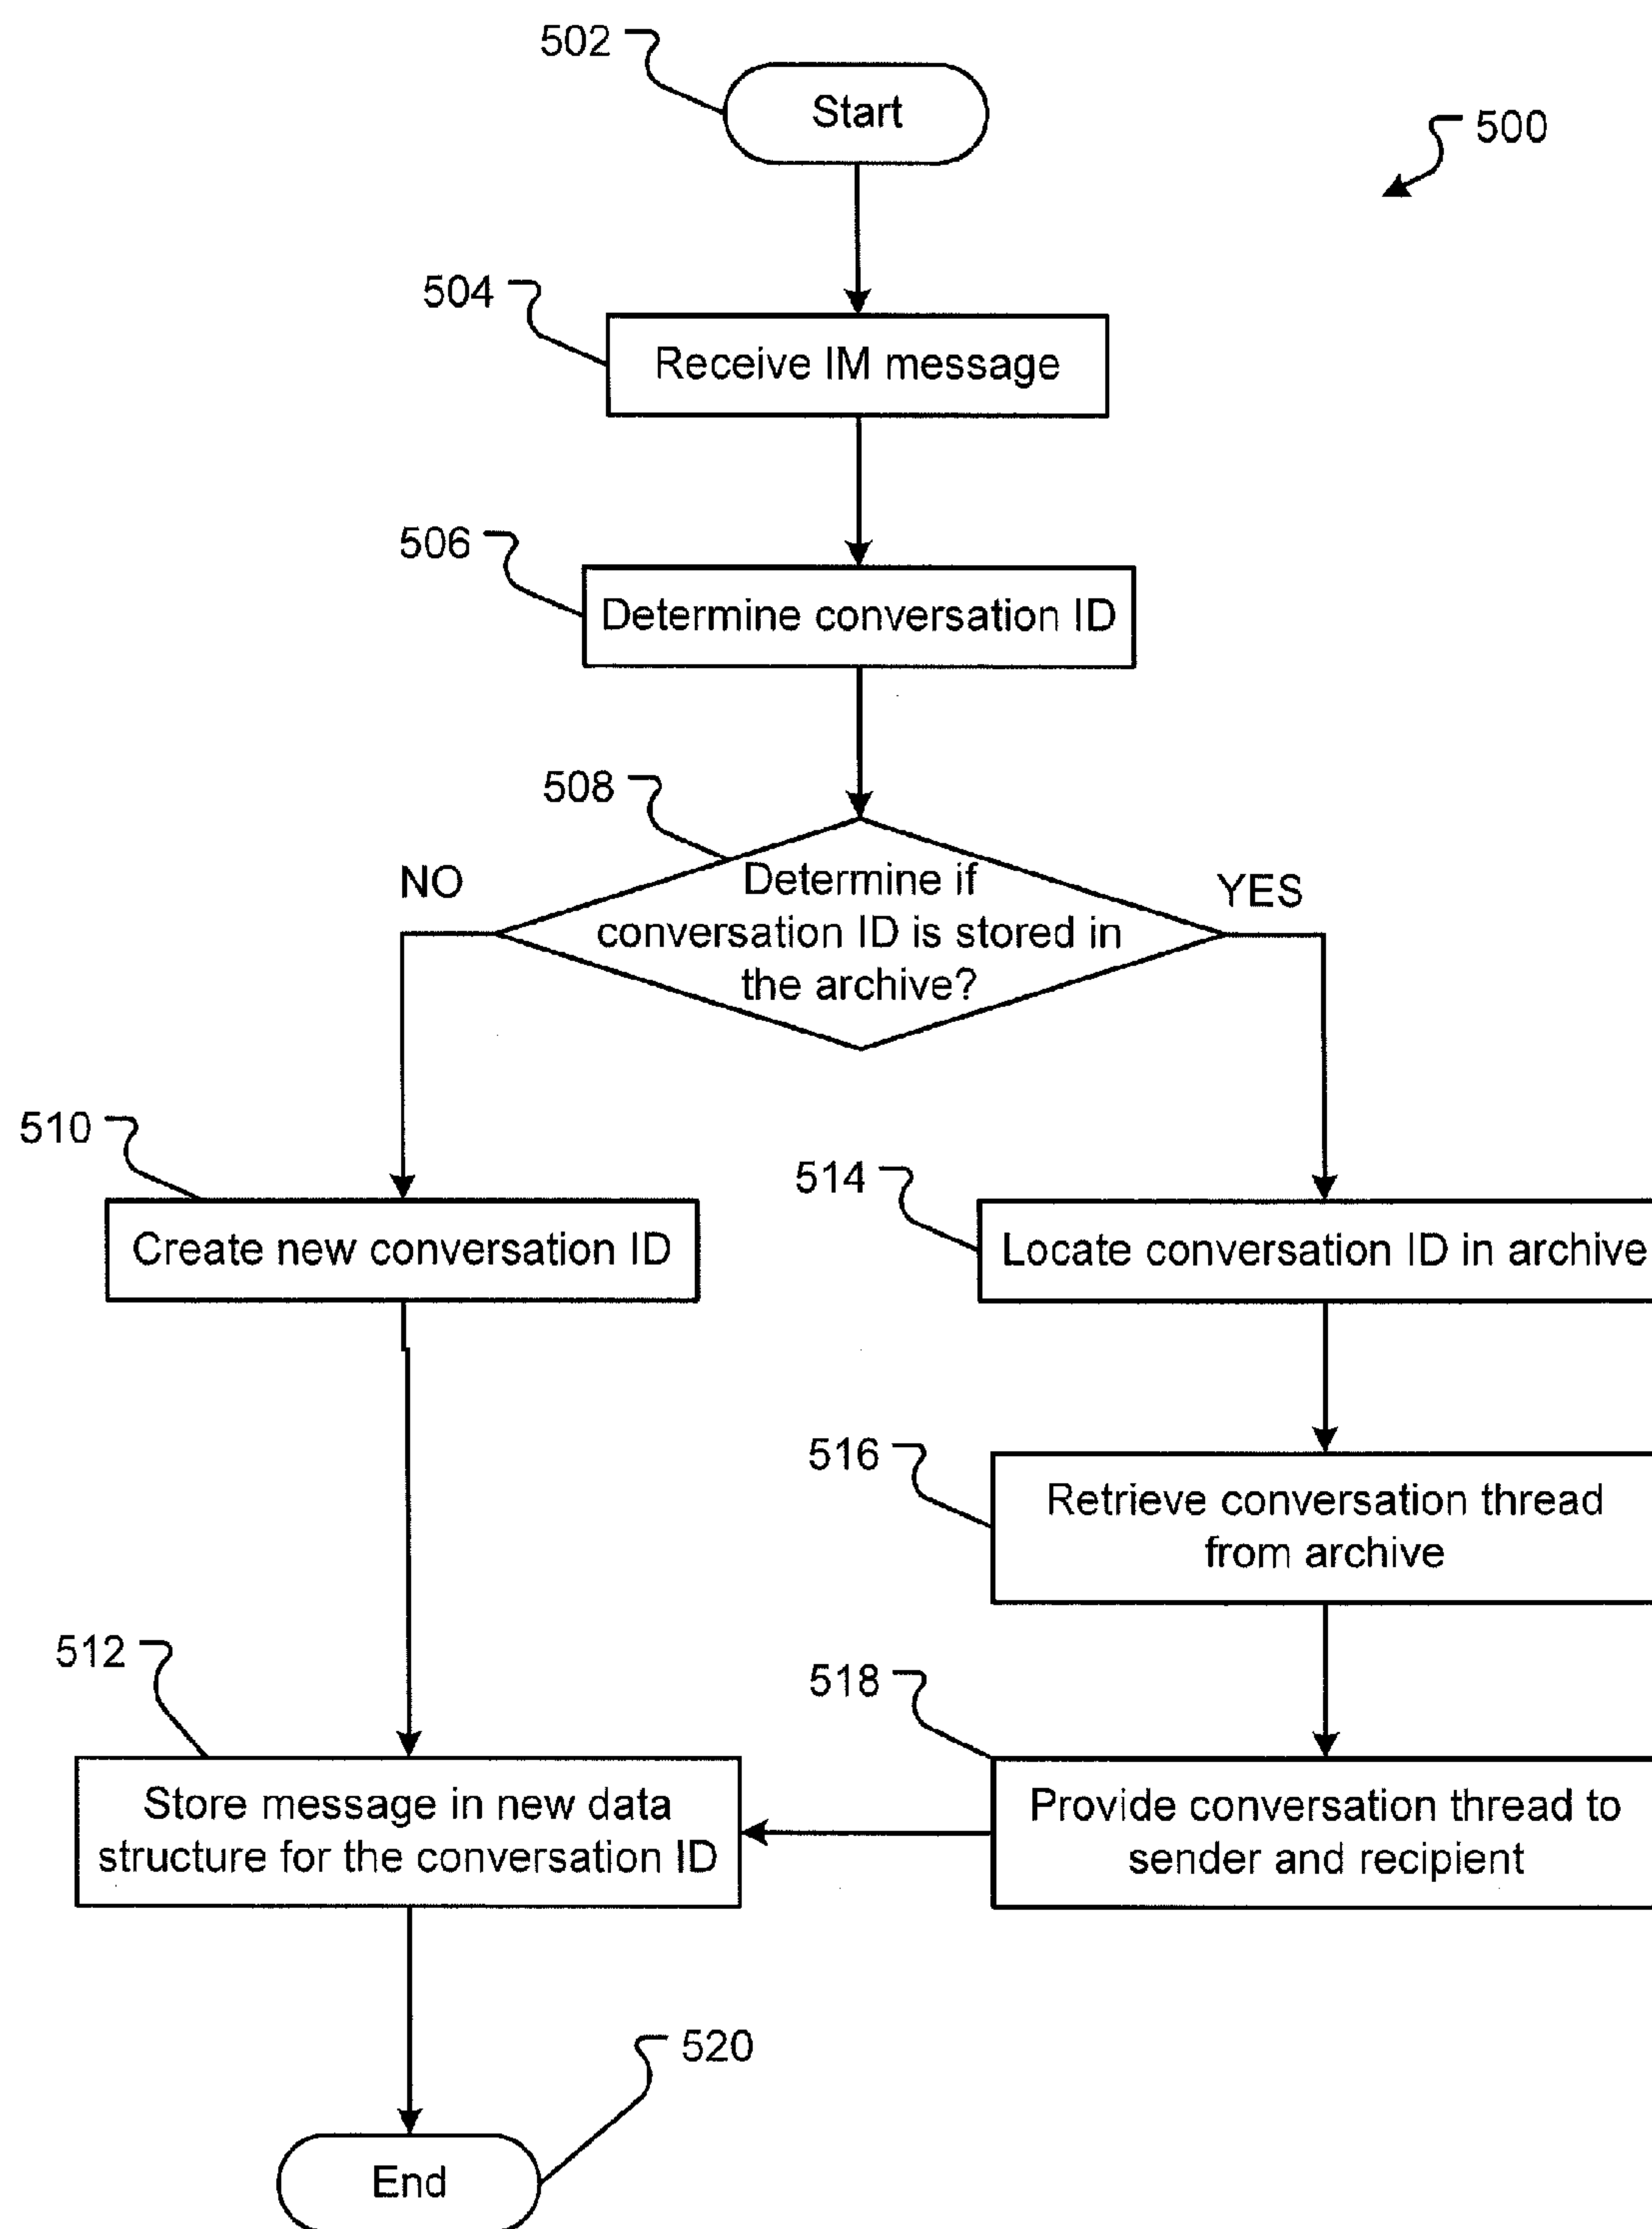 502
Start
500
504
Receive IM message
506
Determine conversation ID
508
NO
Determine if
conversation ID is stored in
the archive?
YES
510
Create new conversation ID
514
Locate conversation ID in archive
516
Retrieve conversation thread
from archive
512
Store message in new data
structure for the conversation ID
518
Provide conversation thread to
sender and recipient
520
End